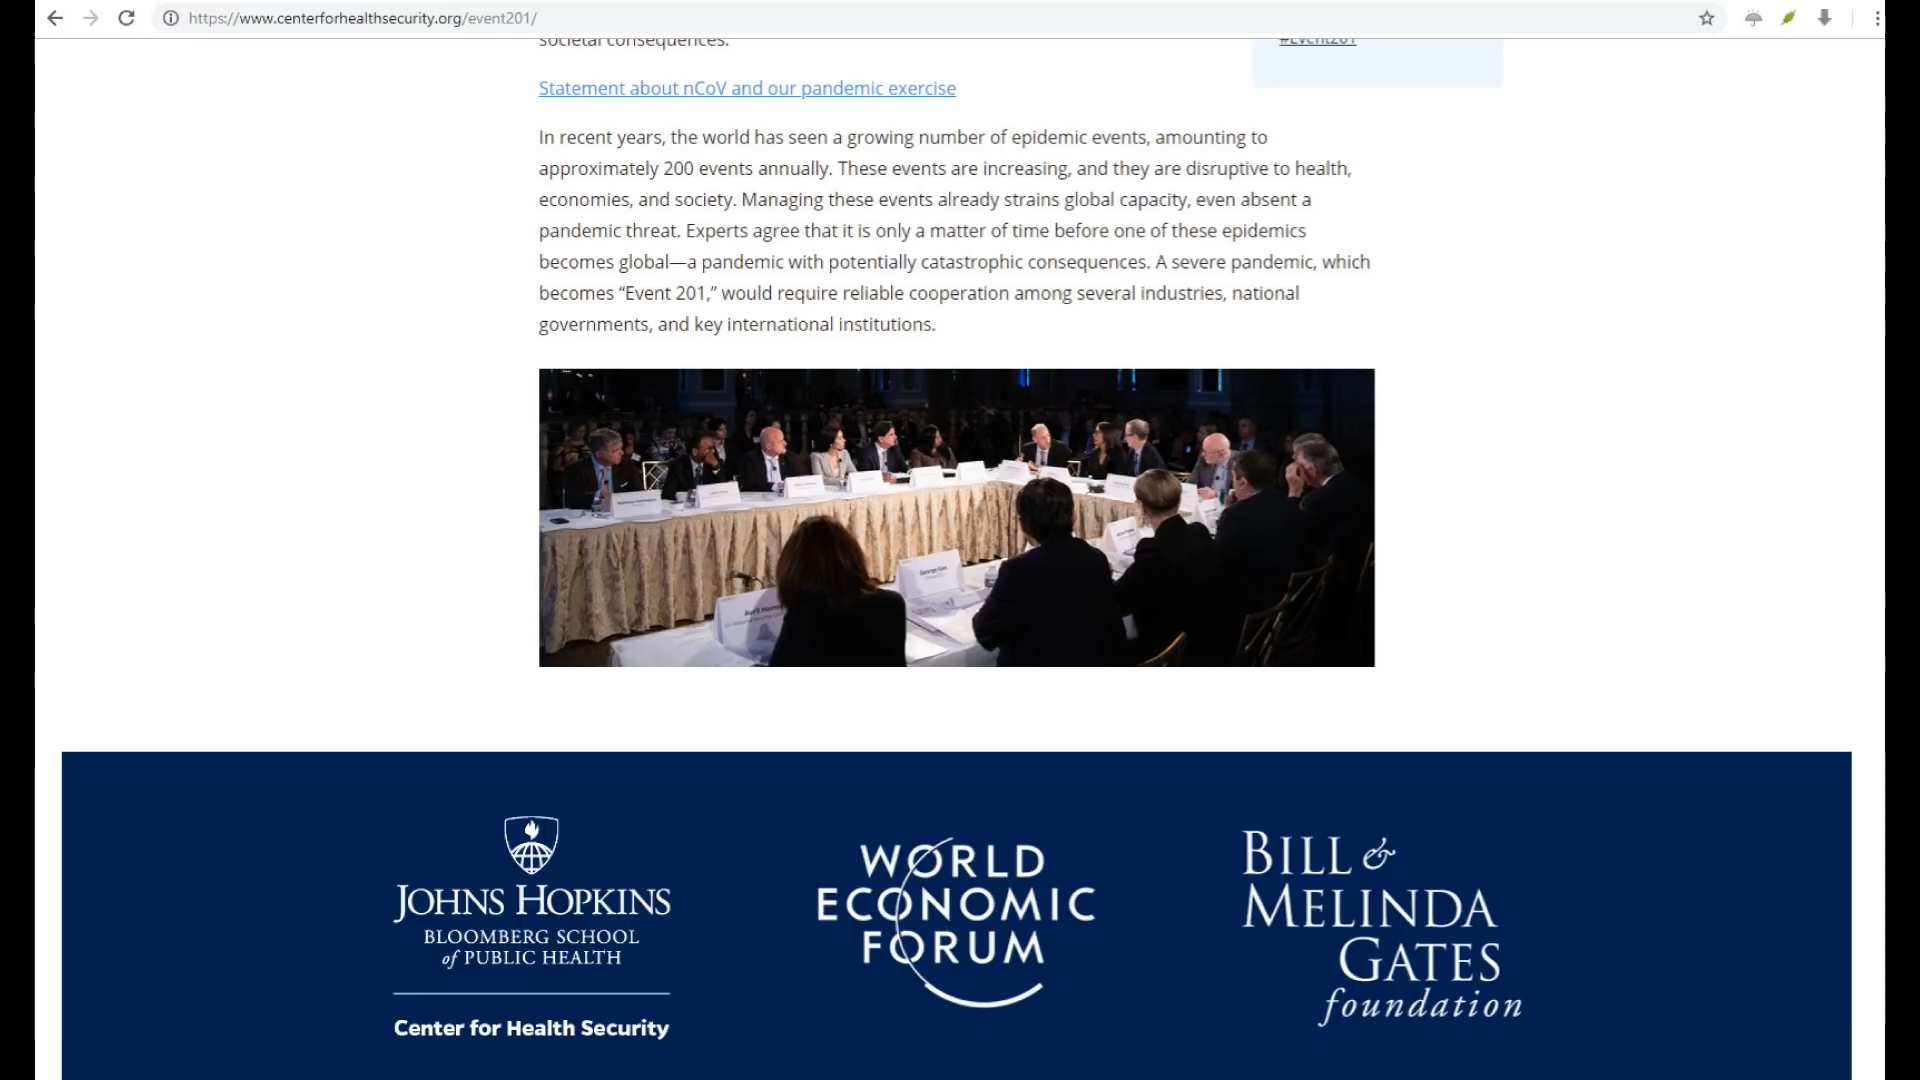 https://www.centerforhealthsecurity.org/event201/
societal consequences.
#Event201
Statement about nCoV and our pandemic exercise
In recent years, the world has seen a growing number of epidemic events, amounting to
approximately 200 events annually. These events are increasing, and they are disruptive to health,
economies, and society. Managing these events already strains global capacity, even absent a
pandemic threat. Experts agree that it is only a matter of time before one of these epidemics
becomes global—a pandemic with potentially catastrophic consequences. A severe pandemic, which
becomes “Event 201,” would require reliable cooperation among several industries, national
governments, and key international institutions.
George Gao
Avril
JOHNS HOPKINS
BLOOMBERG SCHOOL
of PUBLIC HEALTH
Center for Health Security
WORLD
ECONOMIC
FORUM
BILL &
MELINDA
GATES
foundation